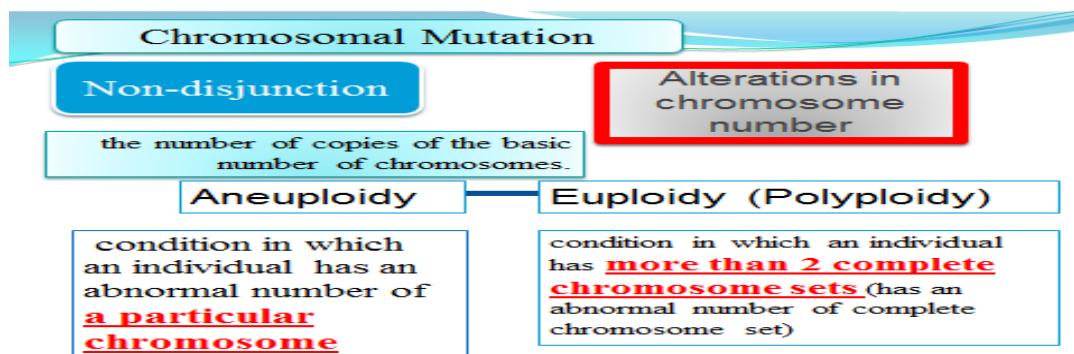 Chromosomal Mutation
Non-disjunction
Alterations in
chromosome
number
the number of copies of the basic
number of chromosomes.
Aneuploidy
Euploidy (Polyploidy)
condition in which
an individual has an
abnormal number of
a particular
chromosome
condition in which an individual
has more than 2 complete
chromosome sets (has an
abnormal number of complete
chromosome set)